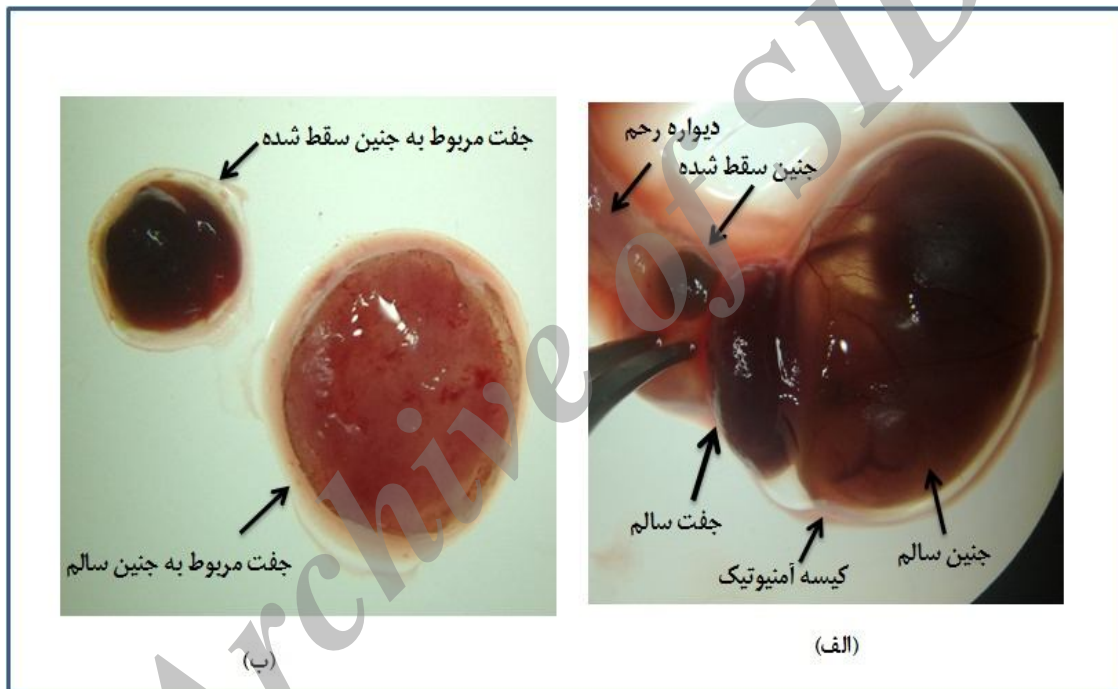 دیواره رحم
جنین سقط شده
جفت سالم
کیسه آمنیوتیک
جنین سالم
(الف)
جفت مربوط به جنین سقط شده
جفت مربوط به جنین سالم
(ب)
Archive of SID